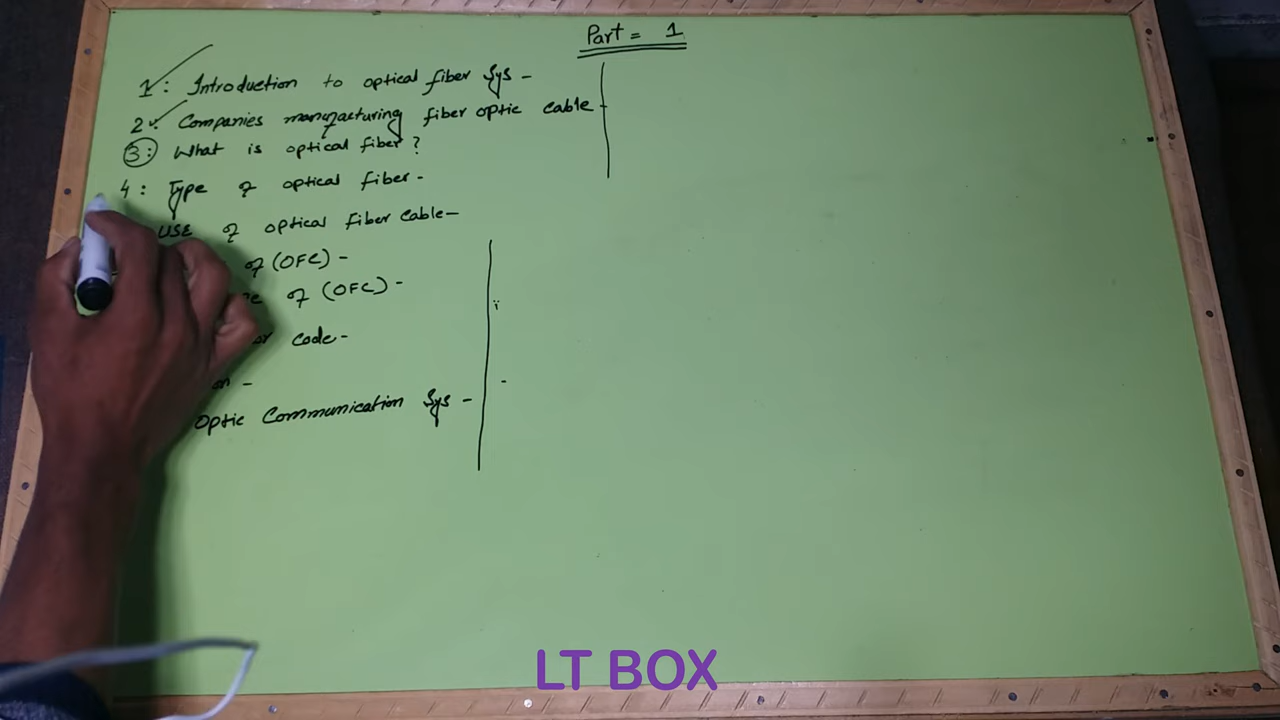 Part = 1
1: Introduction to optical fiber Sys -
2 Companies manufacturing fiber optic cable -
3: What is optical fiber ?
4: Type of optical fiber -
USE of optical fiber Cable -
of (OFC) -
of (OFC) -
Code -
Optic Communication Sys -
LT BOX